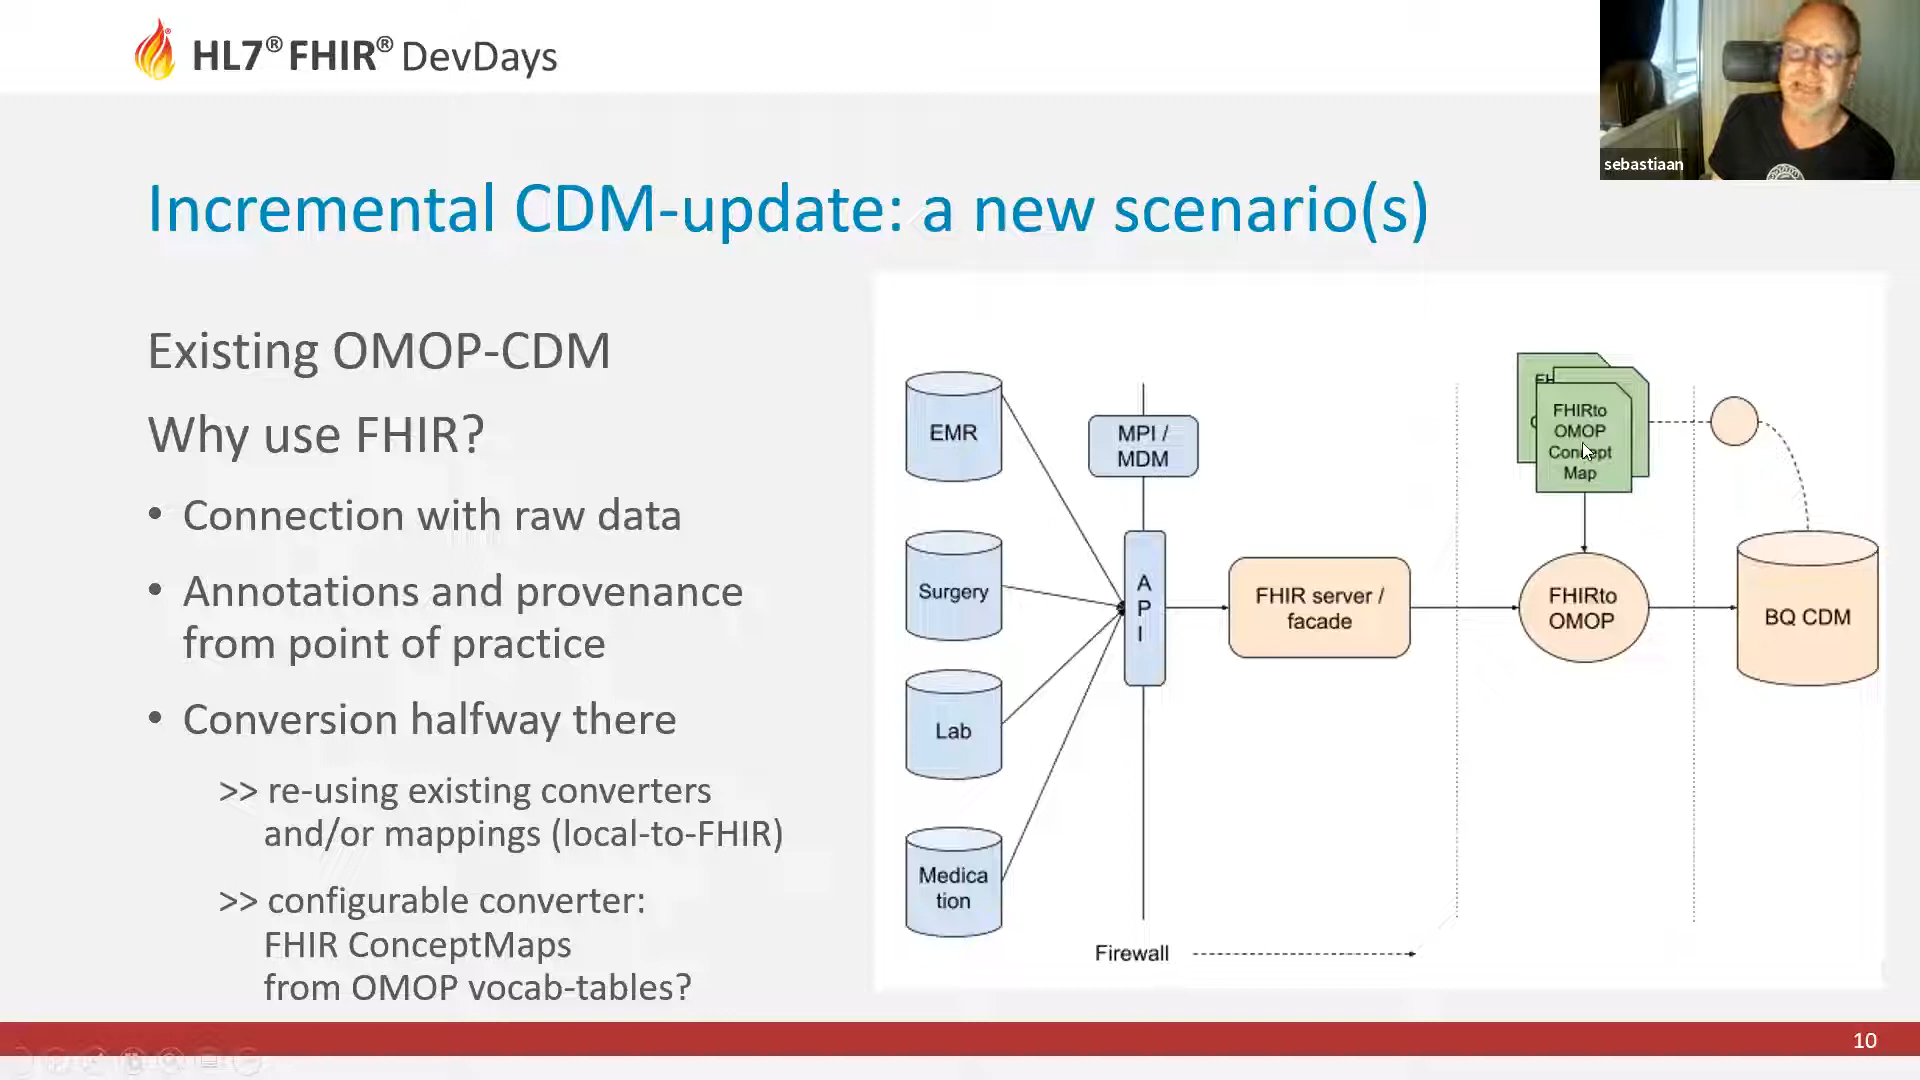 HL7® FHIR® DevDays
sebastiaan
Incremental CDM-update: a new scenario(s)
Existing OMOP-CDM
Why use FHIR?
• Connection with raw data
• Annotations and provenance
from point of practice
• Conversion halfway there
>> re-using existing converters
and/or mappings (local-to-FHIR)
>> configurable converter:
FHIR ConceptMaps
from OMOP vocab-tables?
EMR
Surgery
Lab
Medica
tion
MPI /
MDM
A
P
I
FHIR server /
facade
FH
FHIRto
OMOP
Concept
Map
FHIRto
OMOP
BQ CDM
Firewall
10